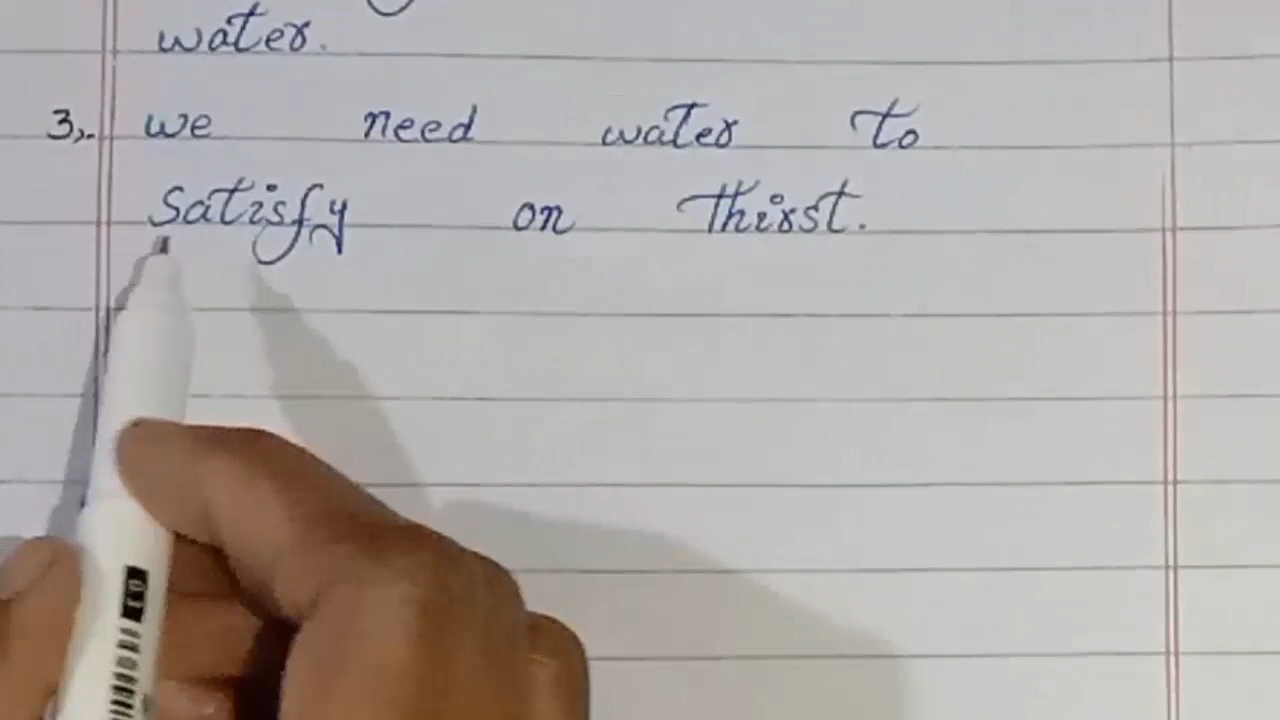 water.
3,. we need water to
satisfy on thirst.